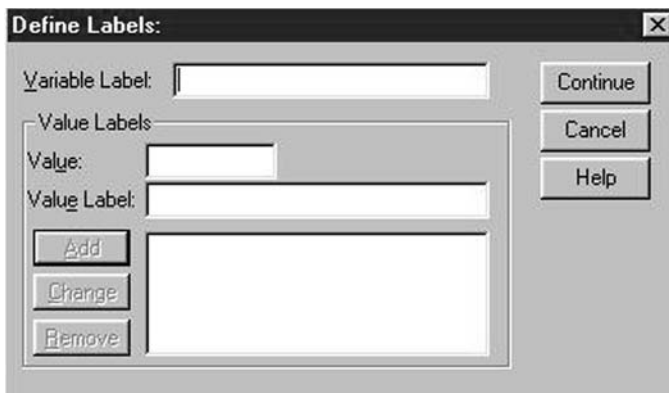 Define Labels:
Variable Label:
Continue
Value Labels
Cancel
Value:
Help
Value Label:
Add
Change
Remove